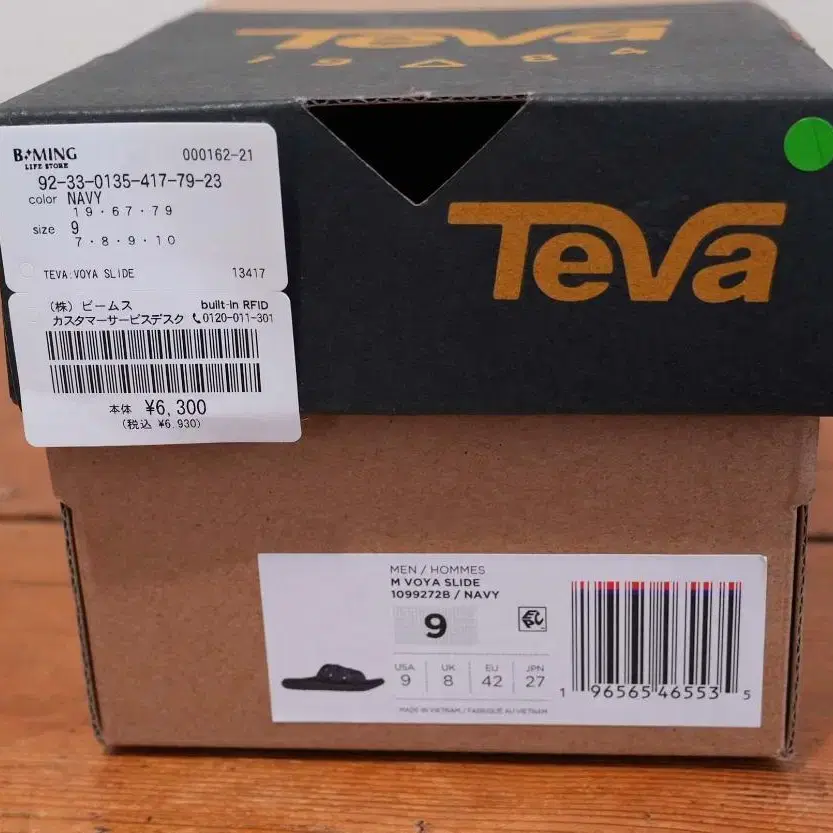 Teva
1984
B:MING
LIFE STORE
000162-21
92-33-0135-417-79-23
color NAVY
19・67・79
size 9
7・8・9・10
TEVA:VOYA SLIDE 13417
(株) ビームス built-in RFID
カスタマーサービスデスク 0120-011-301
本体 ¥6,300
(税込 ¥6,930)
Teva
MEN / HOMMES
M VOYA SLIDE
1099272B / NAVY
9
USA UK EU JPN
9 8 42 27
MADE IN VIETNAM / FABRIQUÉ AU VIETNAM
1 96565 46553 5